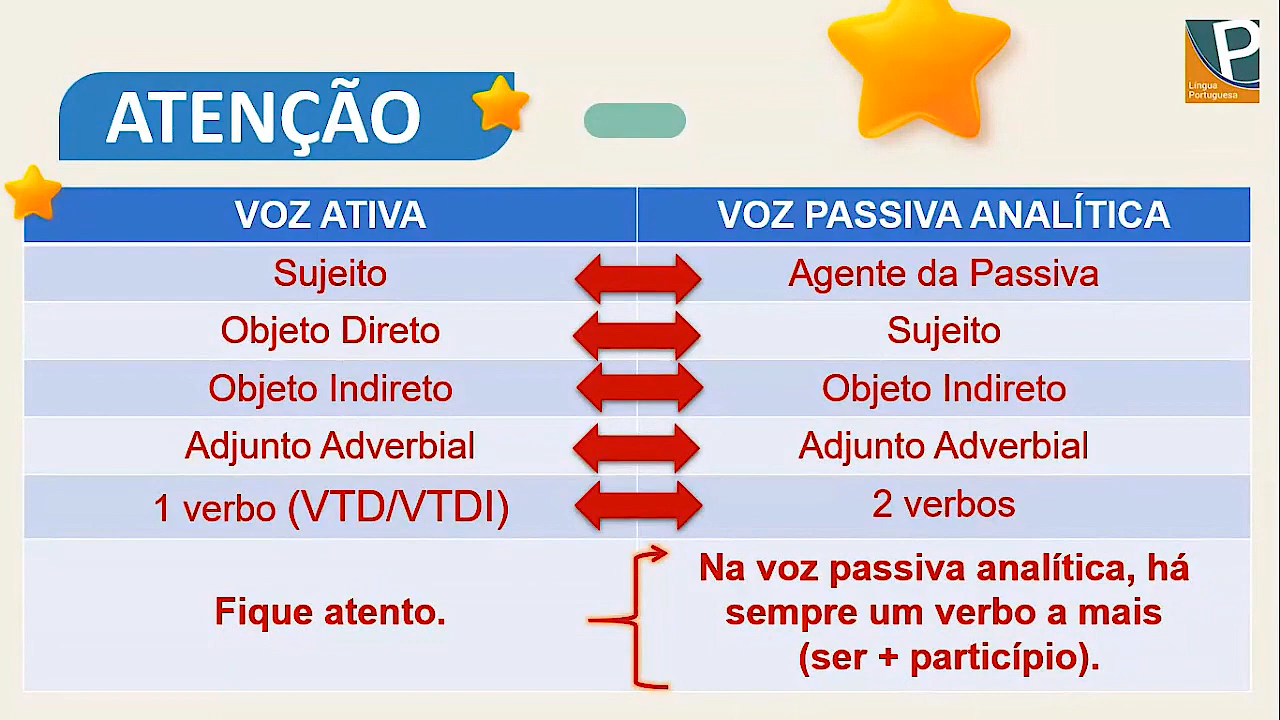 P
Língua
Portuguesa
ATENÇÃO
VOZ ATIVA
VOZ PASSIVA ANALÍTICA
Sujeito
Agente da Passiva
Objeto Direto
Sujeito
Objeto Indireto
Objeto Indireto
Adjunto Adverbial
Adjunto Adverbial
1 verbo (VTD/VTDI)
2 verbos
Fique atento.
Na voz passiva analítica, há
sempre um verbo a mais
(ser + particípio).